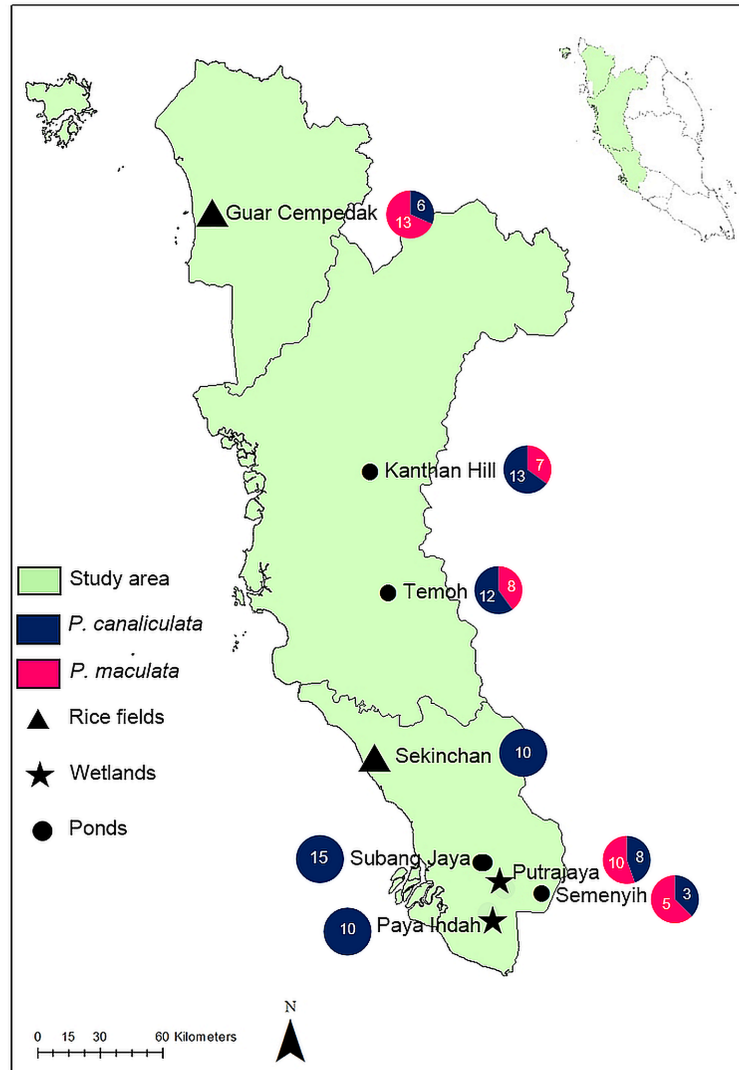 Guar Cempedak
6
13
Kanthan Hill
7
13
Temoh
8
12
Study area
P. canaliculata
P. maculata
Rice fields
Wetlands
Ponds
Sekinchan
10
15
Subang Jaya
Putrajaya
10
8
Semenyih
3
5
10
Paya Indah
N
0 15 30 60 Kilometers